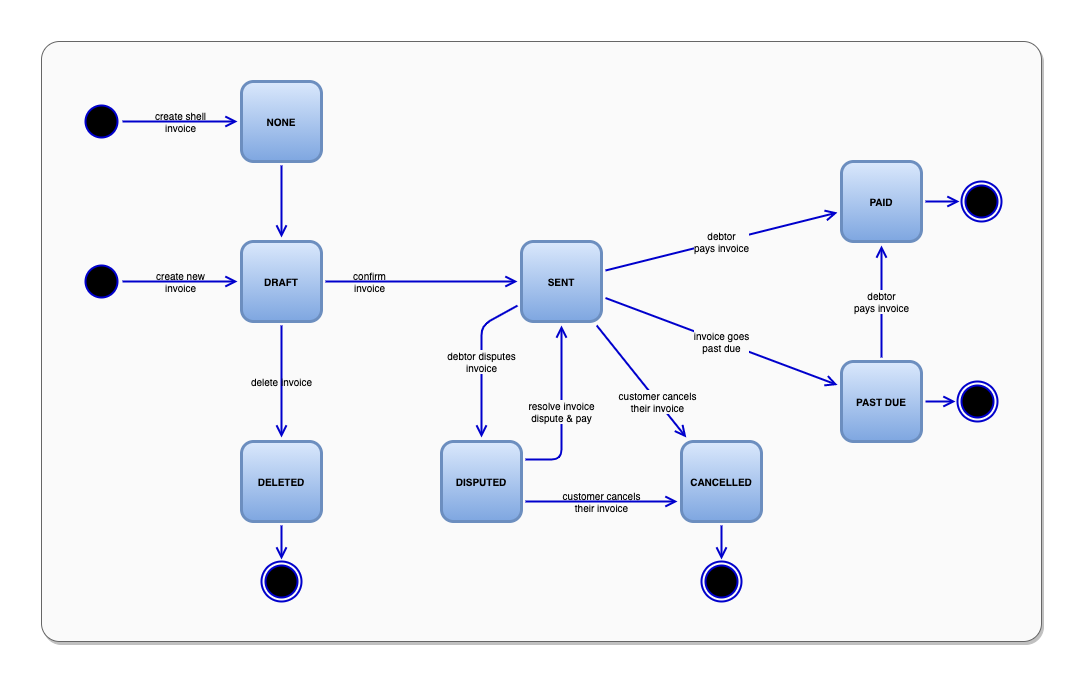 create shell
invoice
NONE
create new
invoice
DRAFT
confirm
invoice
SENT
debtor
pays invoice
PAID
debtor
pays invoice
invoice goes
past due
PAST DUE
debtor disputes
invoice
delete invoice
resolve invoice
dispute & pay
customer cancels
their invoice
DELETED
DISPUTED
customer cancels
their invoice
CANCELLED